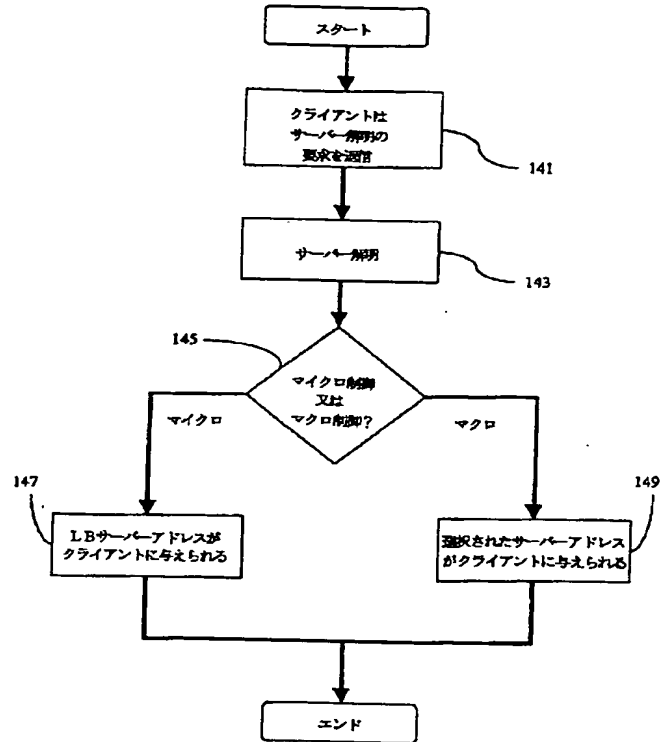 スタート
クライアントは
サーバー解明の
要求を送信
141
サーバー解明
143
145
マイクロ制御
又は
マクロ制御?
マイクロ
マクロ
147
LBサーバーアドレスが
クライアントに与えられる
149
選択されたサーバーアドレス
がクライアントに与えられる
エンド